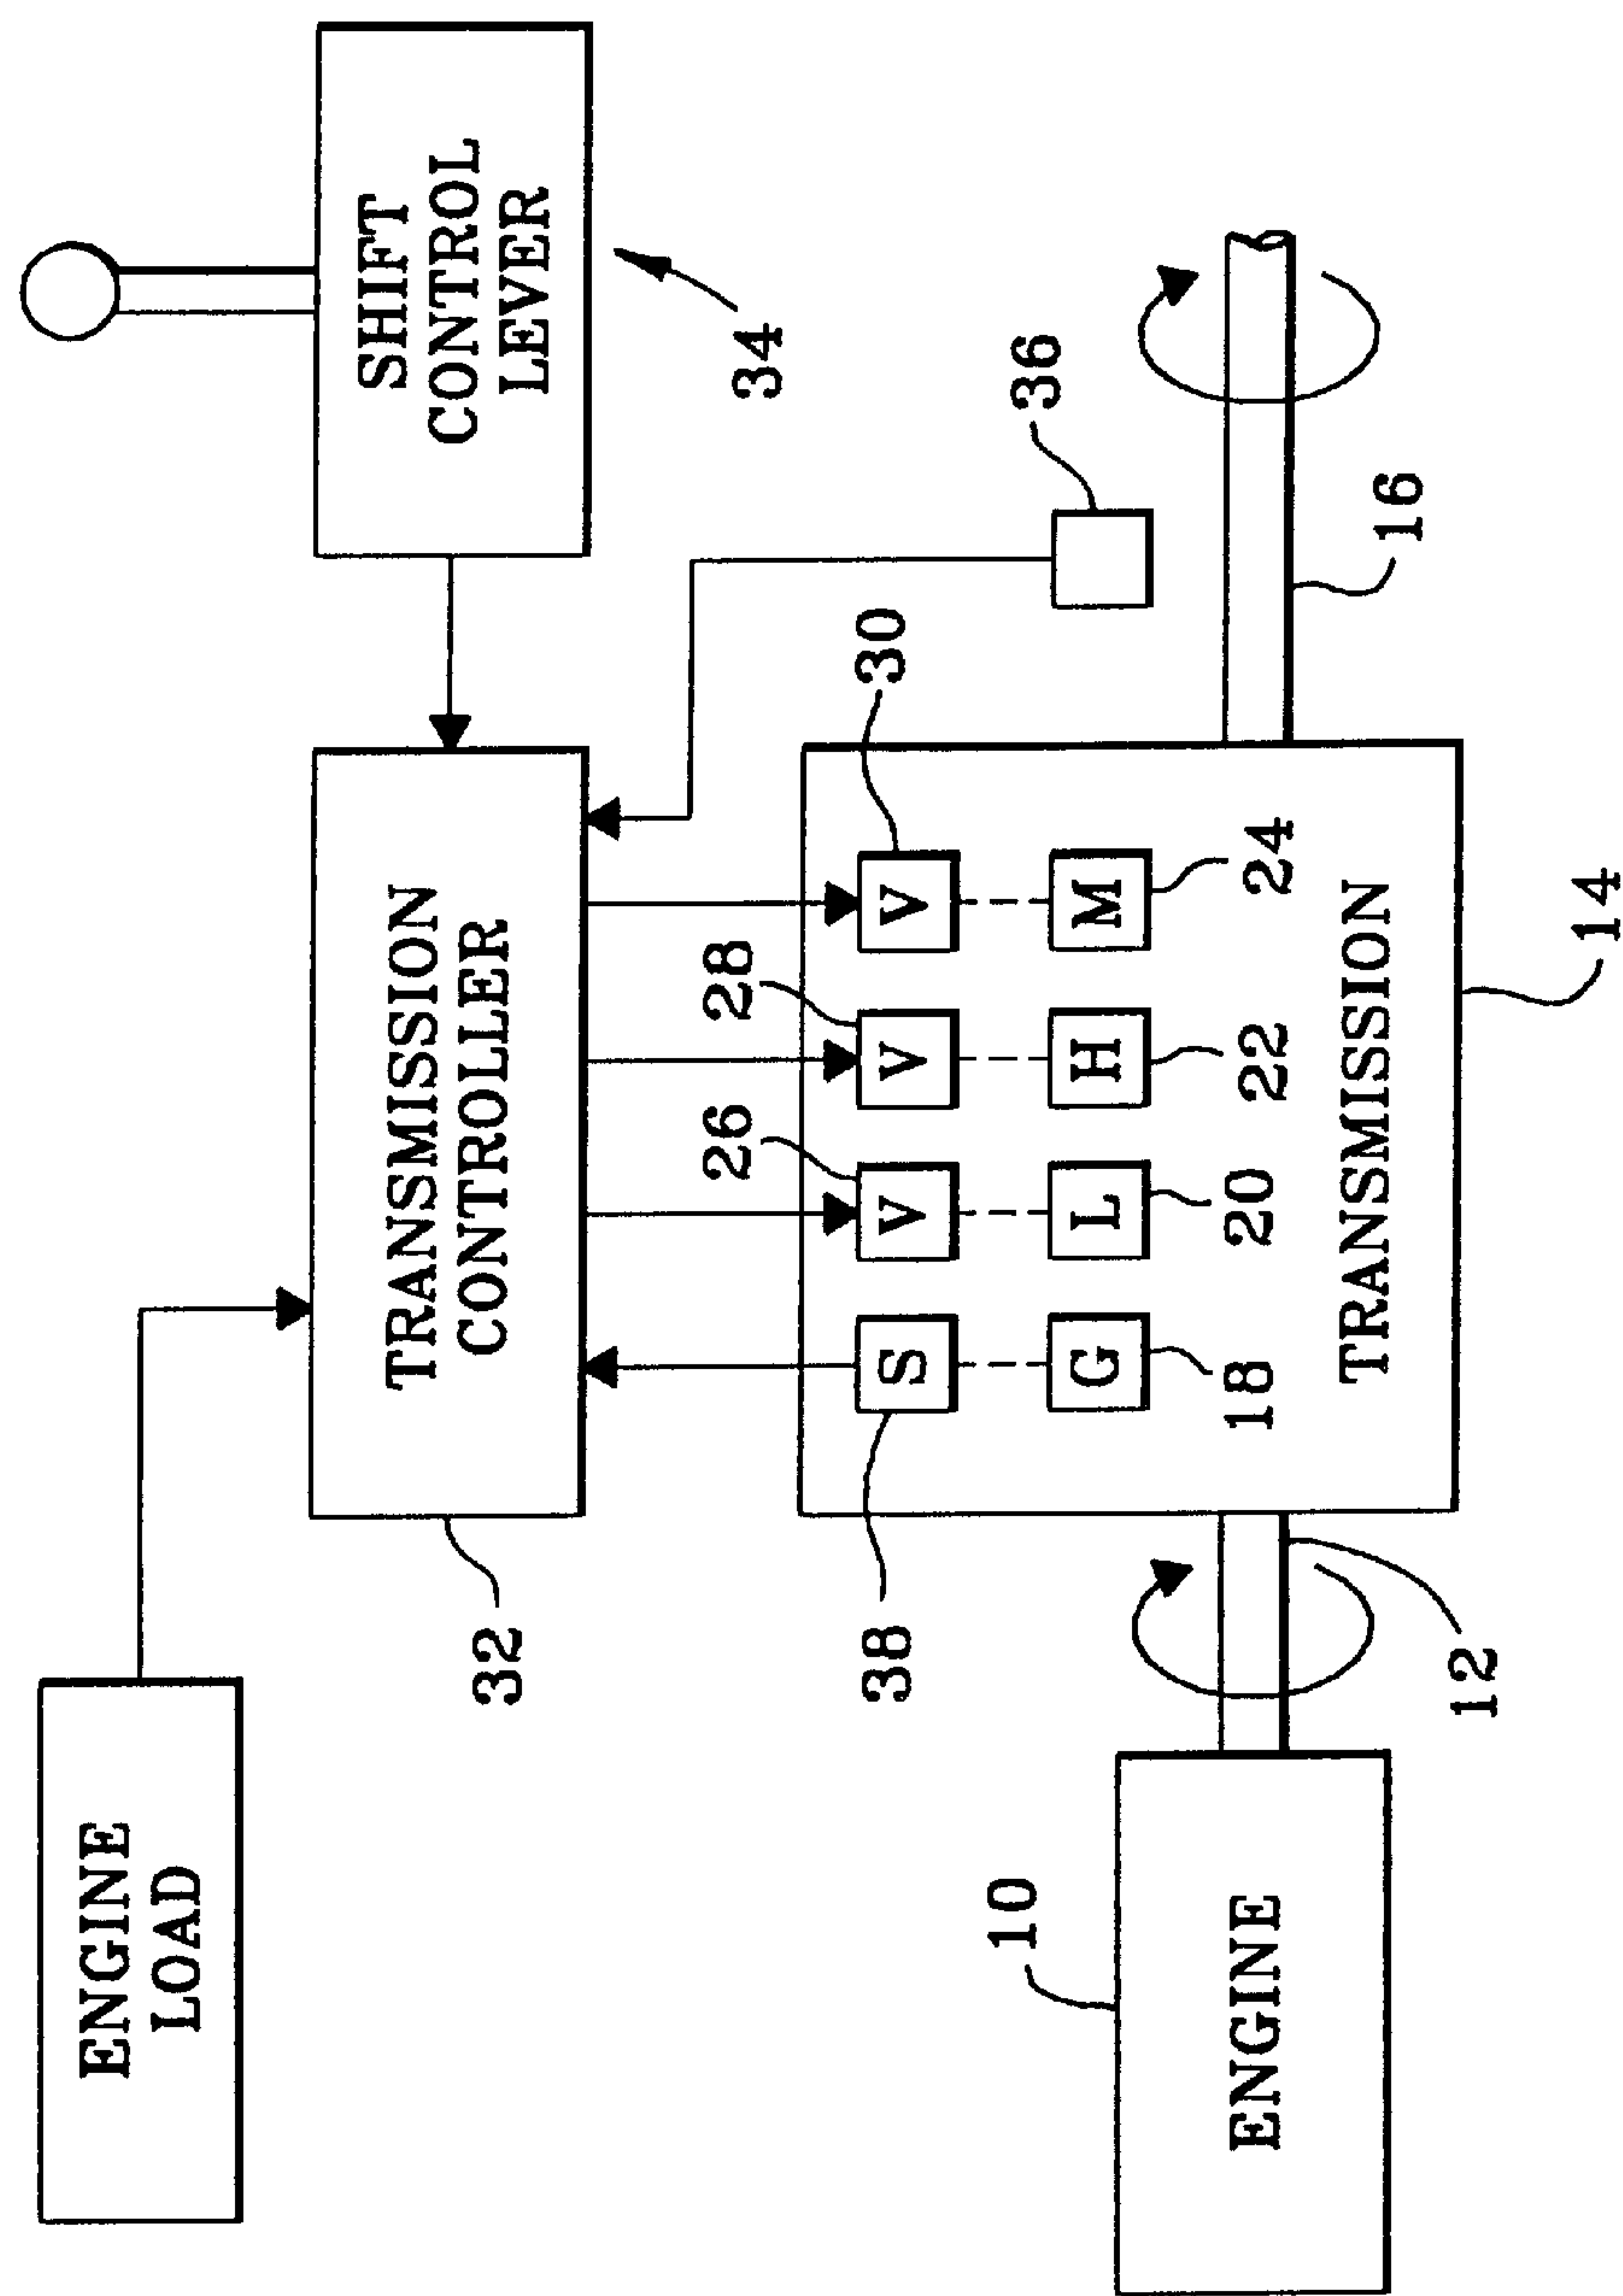 ENGINE
LOAD
SHIFT
CONTROL
LEVER
34
TRANSMISSION
CONTROLLER
32
36
38
26
28
30
S
V
V
V
G
L
H
M
18
20
22
24
TRANSMISSION
14
10
ENGINE
12
16